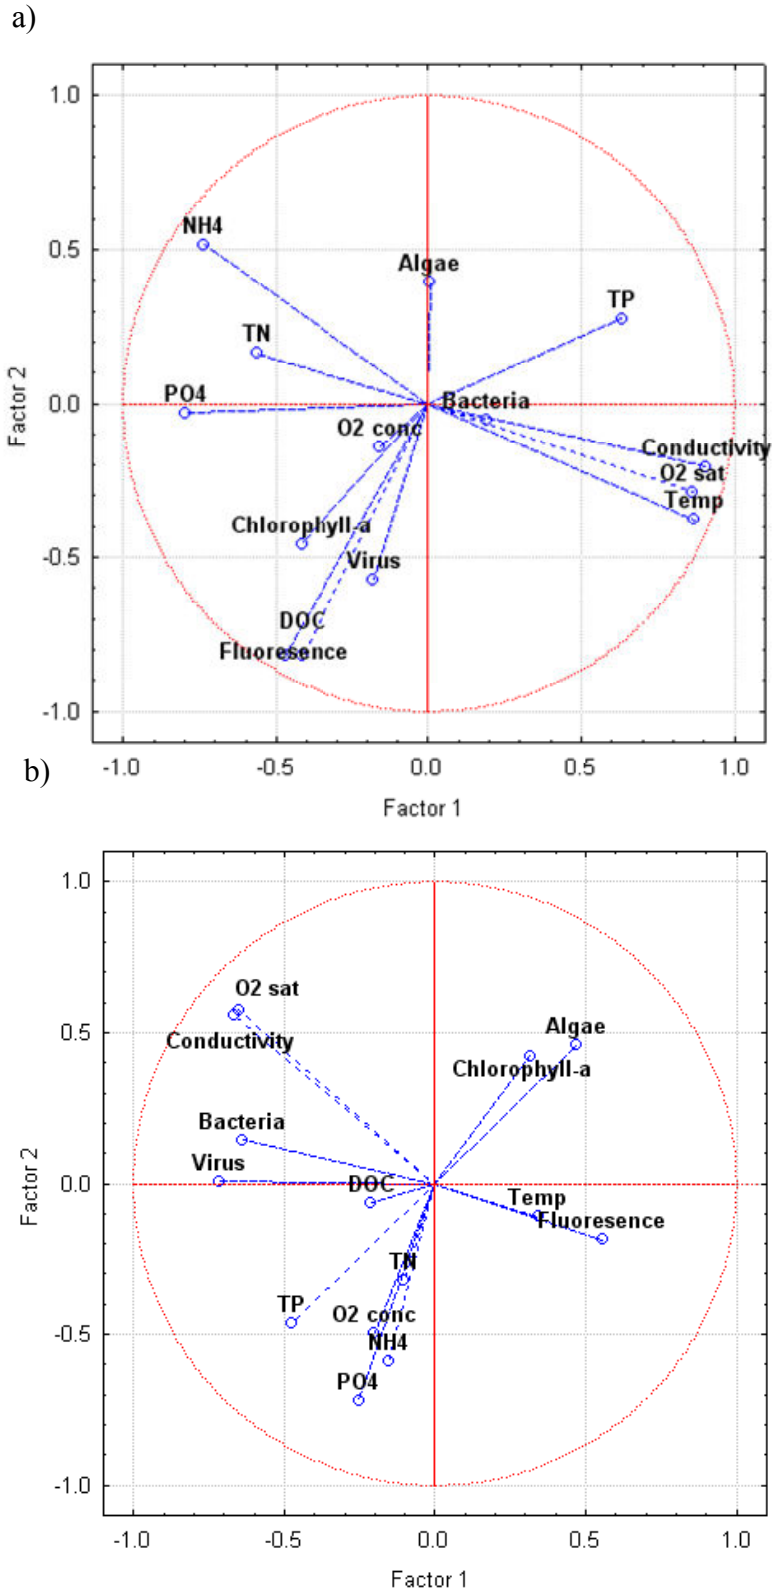 a)
1.0
NH4
0.5
Algae
TP
TN
PO4
0.0
Bacteria
O2 conc
Conductivity
O2 sat
Temp
Chlorophyll-a
-0.5
Virus
DOC
Fluoresence
-1.0
Factor 2
-1.0 -0.5 0.0 0.5 1.0
Factor 1
b)
1.0
O2 sat
0.5
Conductivity
Algae
Chlorophyll-a
Bacteria
Virus
0.0
DOC
Temp
Fluoresence
TN
TP
O2 conc
-0.5
NH4
PO4
-1.0
Factor 2
-1.0 -0.5 0.0 0.5 1.0
Factor 1